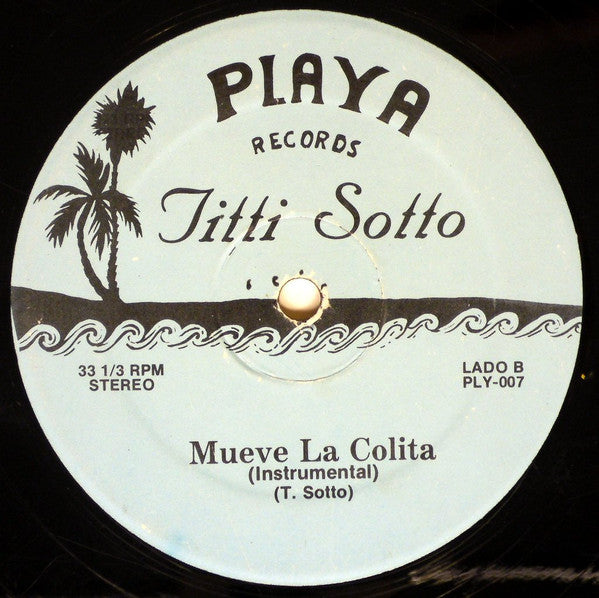 PLAYA
RECORDS
Titti Sotto
33 1/3 RPM
STEREO
LADO B
PLY-007
Mueve La Colita
(Instrumental)
(T. Sotto)